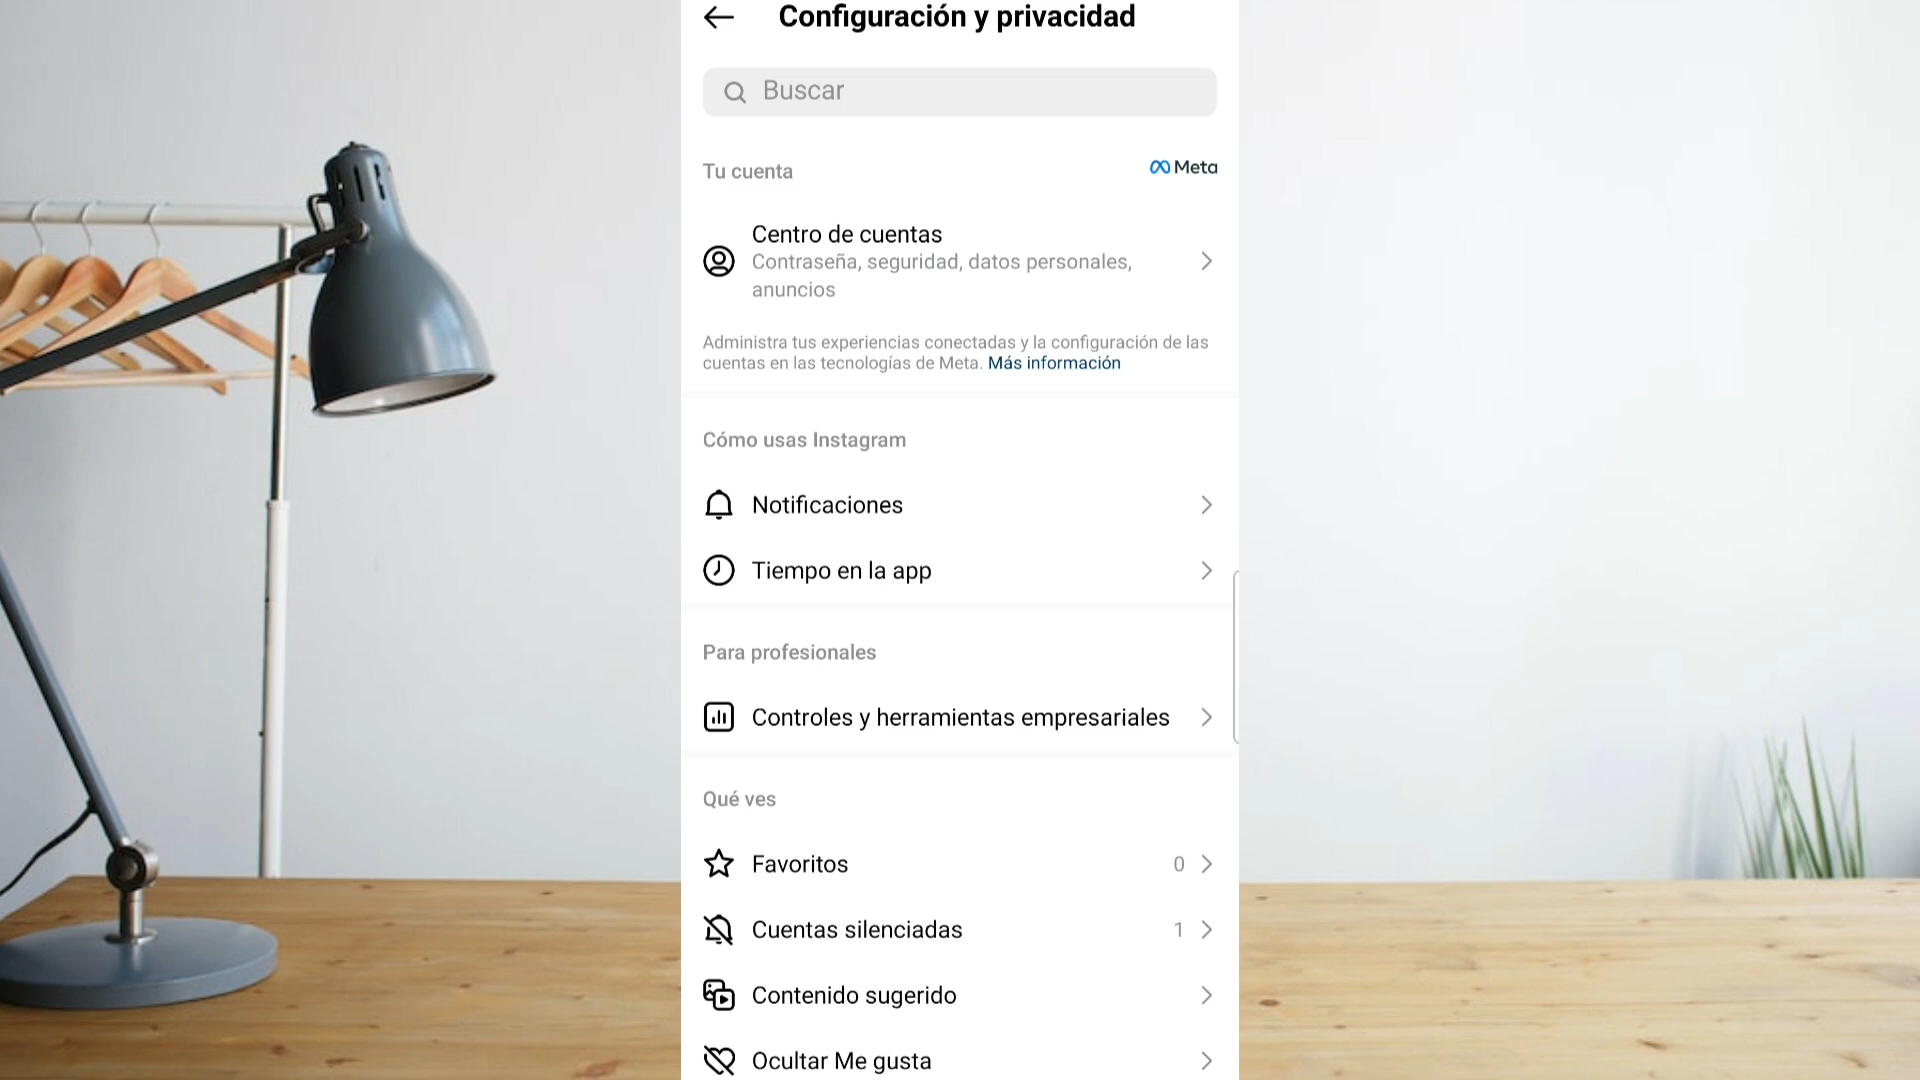 Configuración y privacidad
Buscar
Tu cuenta
Meta
Centro de cuentas
Contraseña, seguridad, datos personales,
anuncios
Administra tus experiencias conectadas y la configuración de las
cuentas en las tecnologías de Meta. Más información
Cómo usas Instagram
Notificaciones
Tiempo en la app
Para profesionales
Controles y herramientas empresariales
Qué ves
Favoritos 0
Cuentas silenciadas 1
Contenido sugerido
Ocultar Me gusta